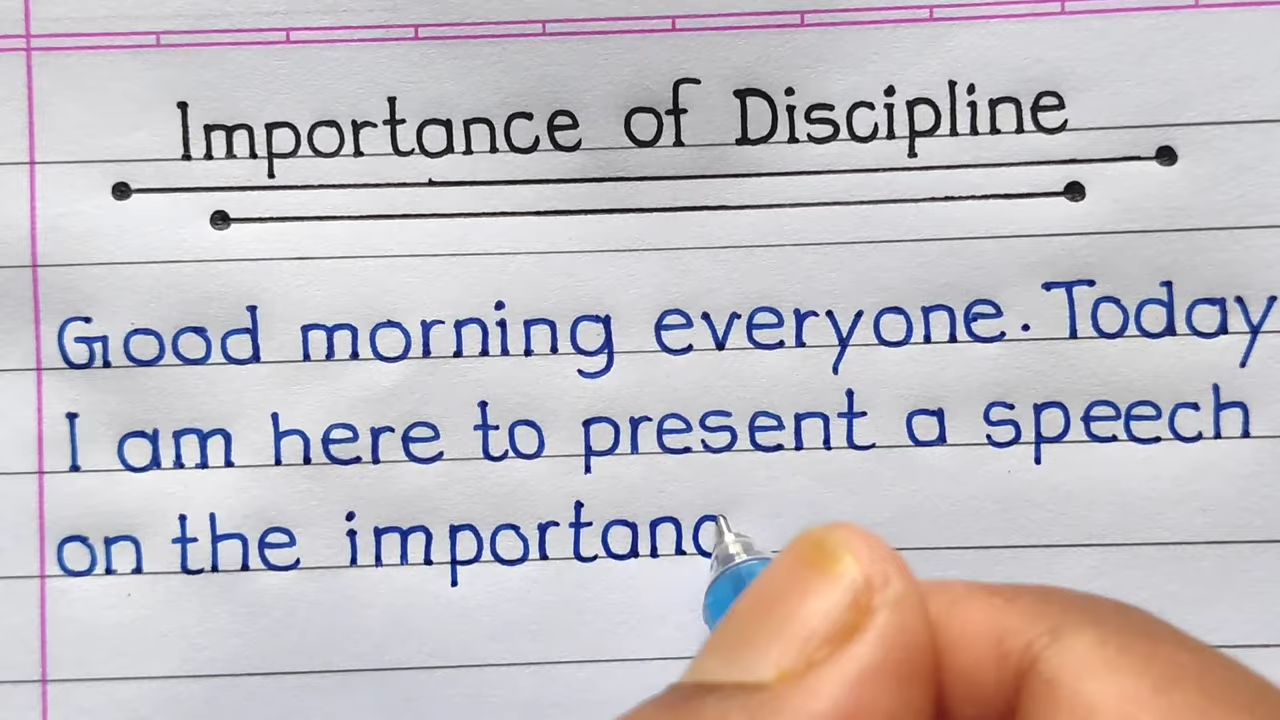 Importance of Discipline
Good morning everyone. Today
I am here to present a speech
on the importanc